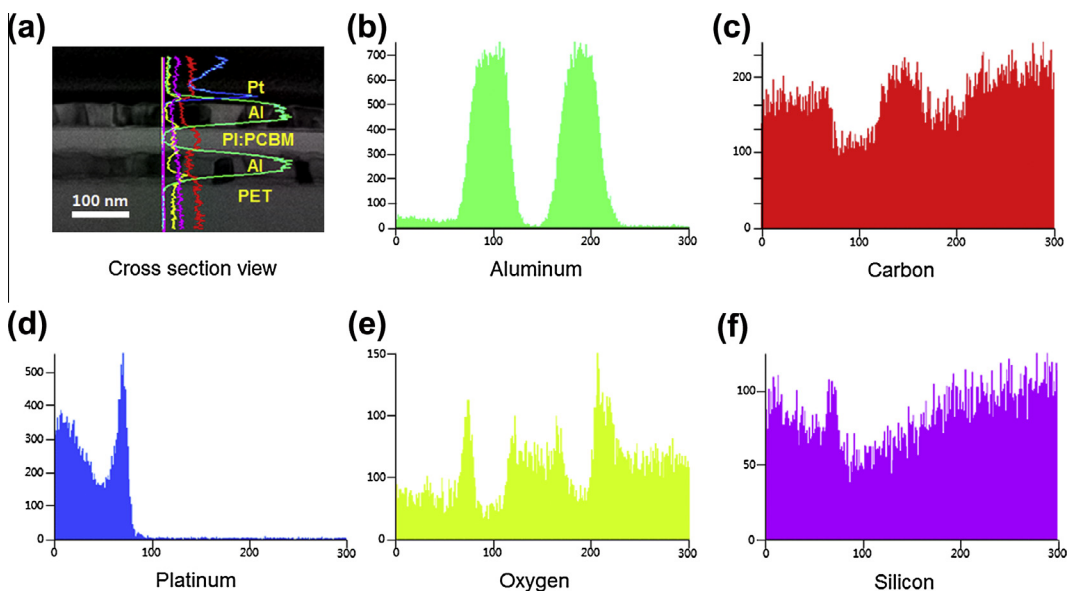 (a)
Pt
Al
PI:PCBM
Al
PET
100 nm
Cross section view
(b)
700
600
500
400
300
200
100
0
0 100 200 300
Aluminum
(c)
200
100
0
0 100 200 300
Carbon
(d)
500
400
300
200
100
0
0 100 200 300
Platinum
(e)
150
100
100
0
0 100 200 300
Oxygen
(f)
100
50
0
0 100 200 300
Silicon